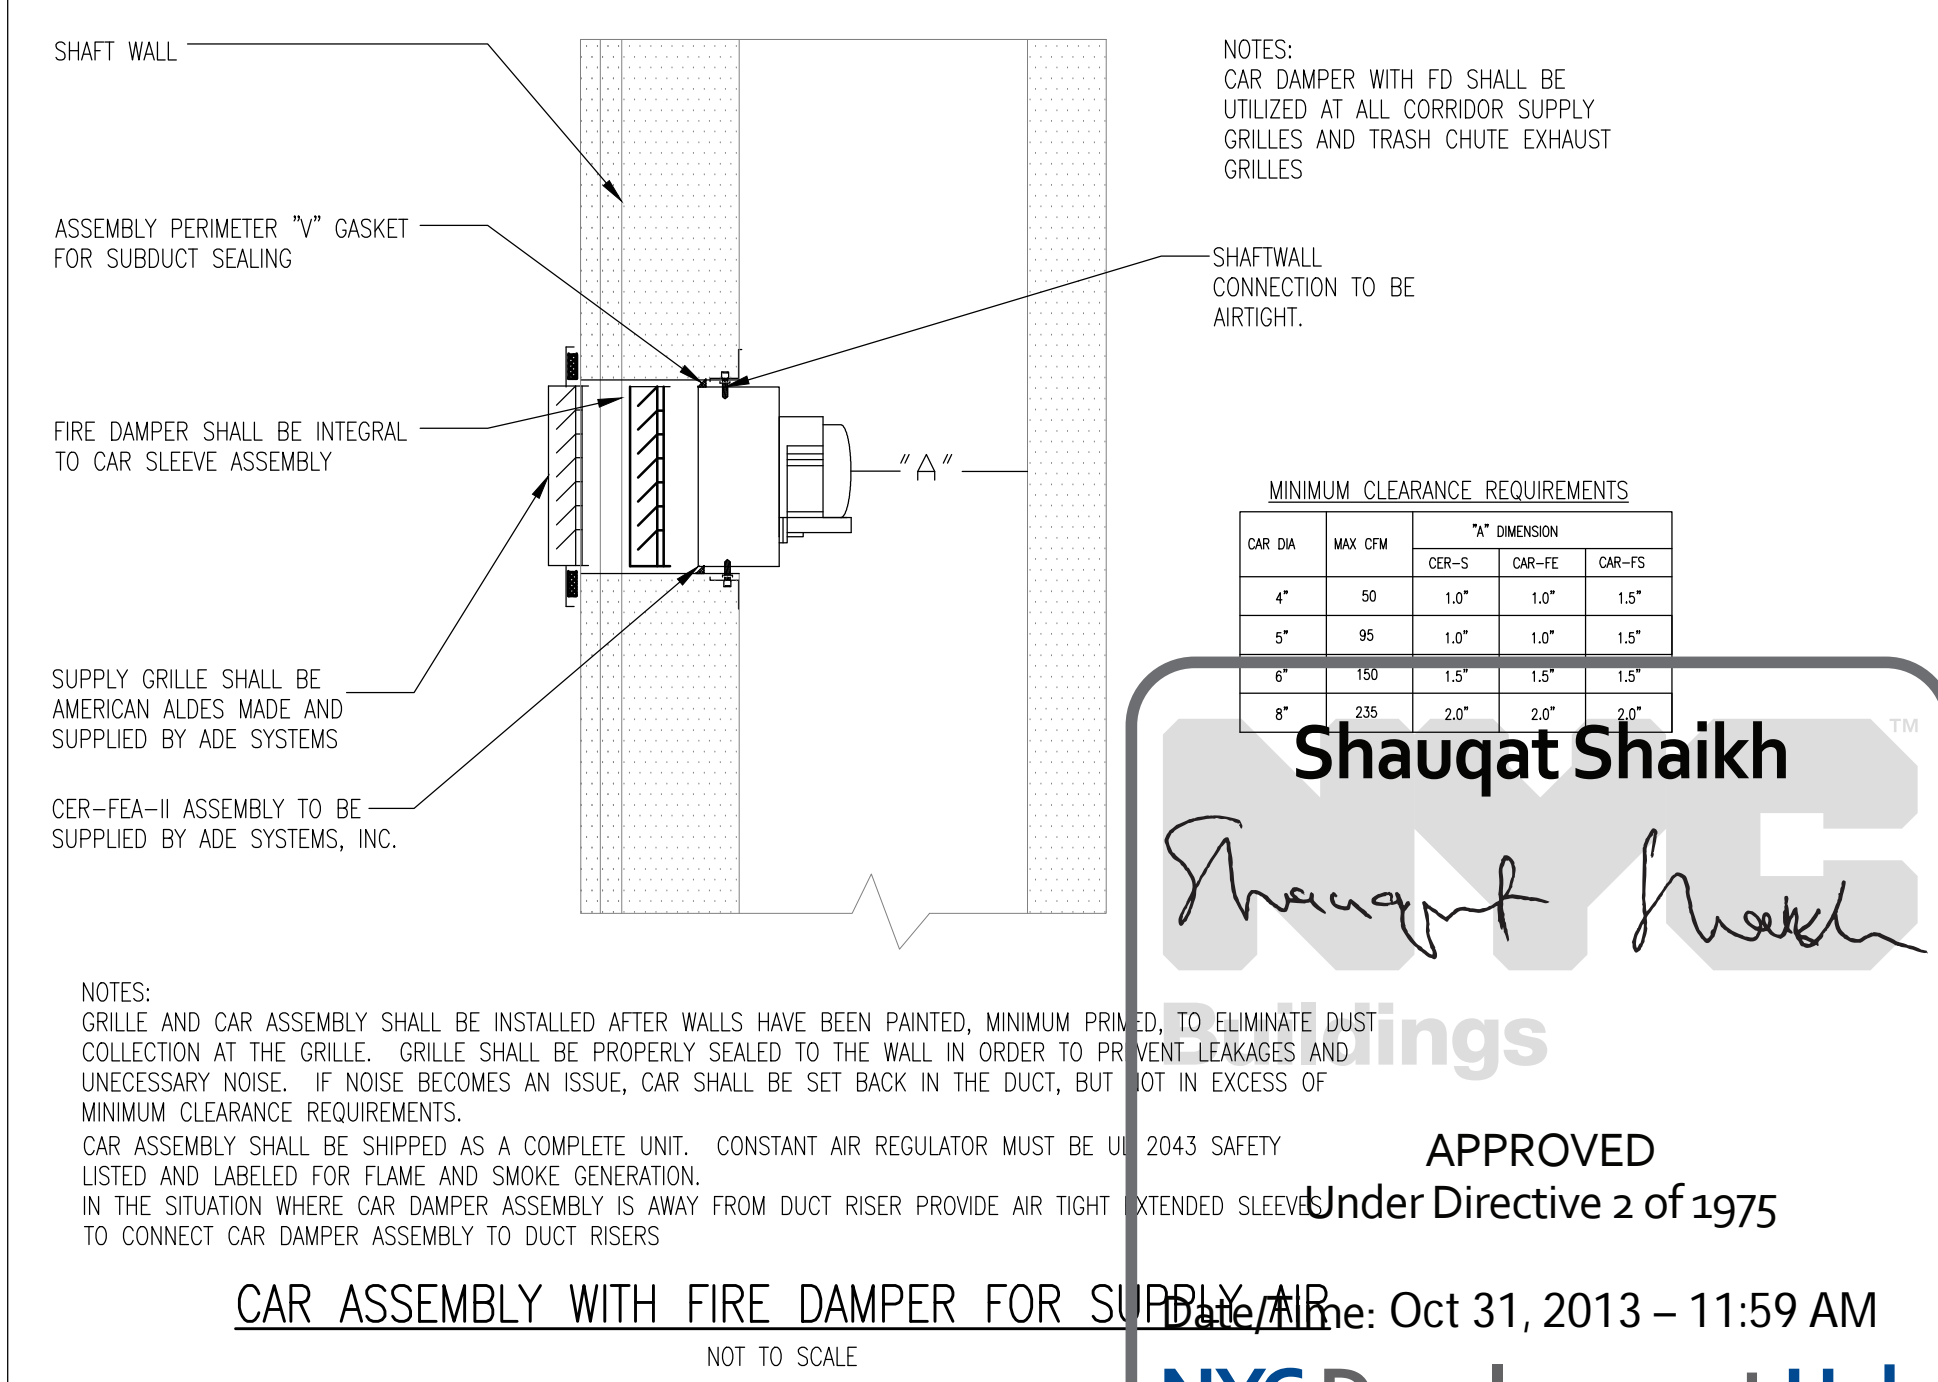 SHAFT WALL
ASSEMBLY PERIMETER "V" GASKET
FOR SUBDUCT SEALING
FIRE DAMPER SHALL BE INTEGRAL
TO CAR SLEEVE ASSEMBLY
SUPPLY GRILLE SHALL BE
AMERICAN ALDES MADE AND
SUPPLIED BY ADE SYSTEMS
CER-FEA-II ASSEMBLY TO BE
SUPPLIED BY ADE SYSTEMS, INC.
"A"
NOTES:
CAR DAMPER WITH FD SHALL BE
UTILIZED AT ALL CORRIDOR SUPPLY
GRILLES AND TRASH CHUTE EXHAUST
GRILLES
SHAFTWALL
CONNECTION TO BE
AIRTIGHT.
MINIMUM CLEARANCE REQUIREMENTS
CAR DIA MAX CFM "A" DIMENSION
CER-S CAR-FE CAR-FS
4" 50 1.0" 1.0" 1.5"
5" 95 1.0" 1.0" 1.5"
6" 150 1.5" 1.5" 1.5"
8" 235 2.0" 2.0" 2.0"
NYC TM
Shauqat Shaikh
Shauqat Shaikh
Buildings
APPROVED
Under Directive 2 of 1975
Date/Time: Oct 31, 2013 – 11:59 AM
NYC Development Hub
NOTES:
GRILLE AND CAR ASSEMBLY SHALL BE INSTALLED AFTER WALLS HAVE BEEN PAINTED, MINIMUM PRIMED, TO ELIMINATE DUST
COLLECTION AT THE GRILLE. GRILLE SHALL BE PROPERLY SEALED TO THE WALL IN ORDER TO PREVENT LEAKAGES AND
UNECESSARY NOISE. IF NOISE BECOMES AN ISSUE, CAR SHALL BE SET BACK IN THE DUCT, BUT NOT IN EXCESS OF
MINIMUM CLEARANCE REQUIREMENTS.
CAR ASSEMBLY SHALL BE SHIPPED AS A COMPLETE UNIT. CONSTANT AIR REGULATOR MUST BE UL 2043 SAFETY
LISTED AND LABELED FOR FLAME AND SMOKE GENERATION.
IN THE SITUATION WHERE CAR DAMPER ASSEMBLY IS AWAY FROM DUCT RISER PROVIDE AIR TIGHT EXTENDED SLEEVES
TO CONNECT CAR DAMPER ASSEMBLY TO DUCT RISERS
CAR ASSEMBLY WITH FIRE DAMPER FOR SUPPLY AIR
NOT TO SCALE